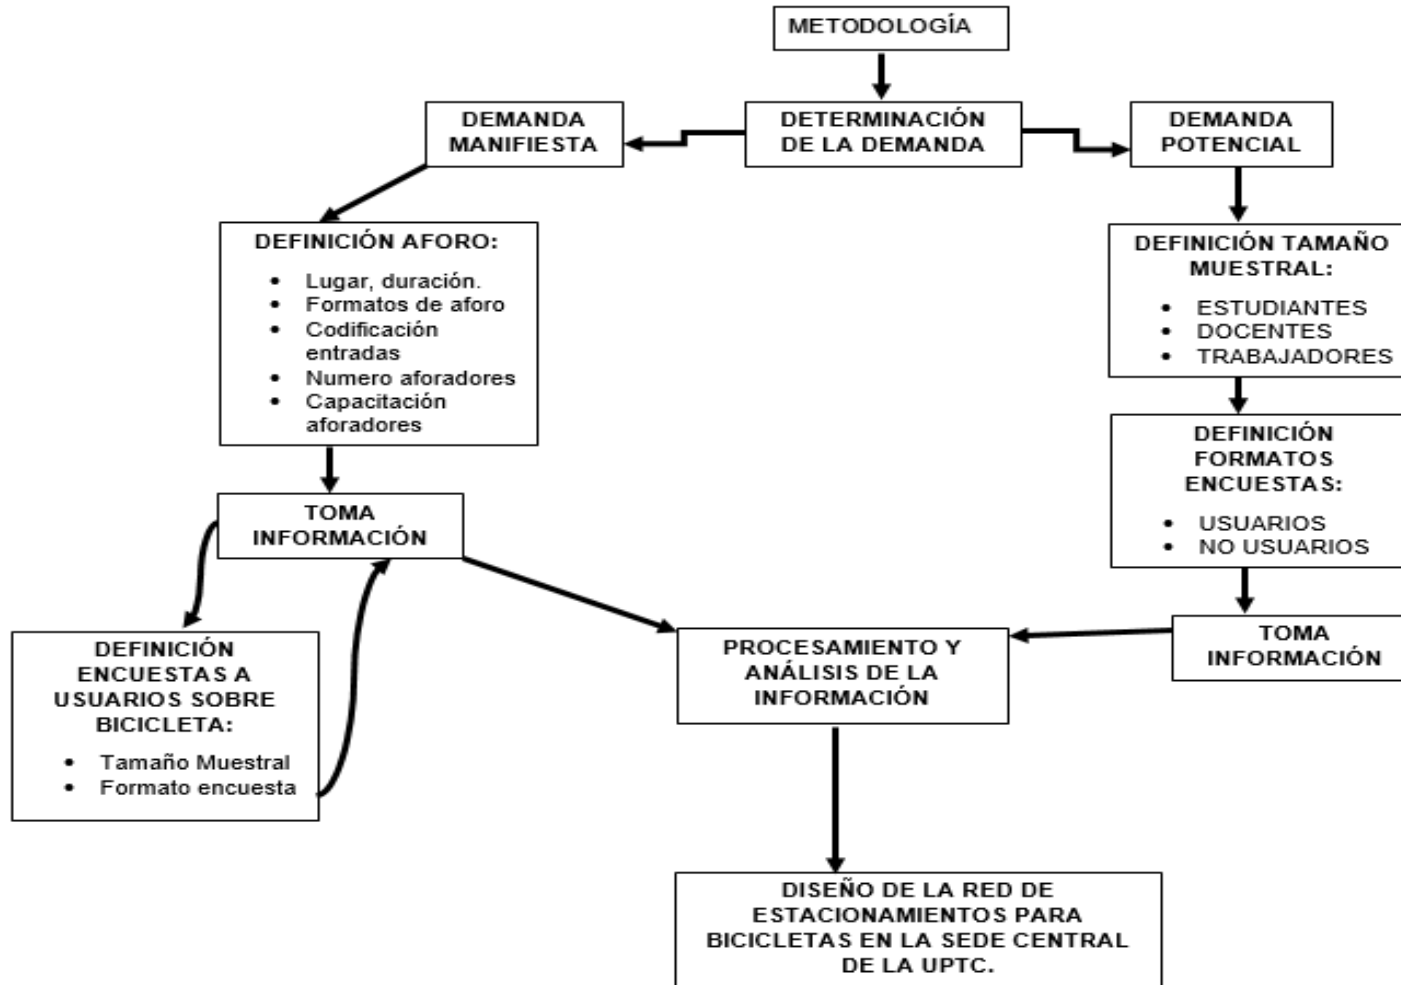 METODOLOGÍA
DEMANDA
MANIFIESTA
DETERMINACIÓN
DE LA DEMANDA
DEMANDA
POTENCIAL
DEFINICIÓN AFORO:
• Lugar, duración.
• Formatos de aforo
• Codificación
entradas
• Numero aforadores
• Capacitación
aforadores
DEFINICIÓN TAMAÑO
MUESTRAL:
• ESTUDIANTES
• DOCENTES
• TRABAJADORES
DEFINICIÓN
FORMATOS
ENCUESTAS:
• USUARIOS
• NO USUARIOS
TOMA
INFORMACIÓN
DEFINICIÓN
ENCUESTAS A
USUARIOS SOBRE
BICICLETA:
• Tamaño Muestral
• Formato encuesta
PROCESAMIENTO Y
ANÁLISIS DE LA
INFORMACIÓN
TOMA
INFORMACIÓN
DISEÑO DE LA RED DE
ESTACIONAMIENTOS PARA
BICICLETAS EN LA SEDE CENTRAL
DE LA UPTC.